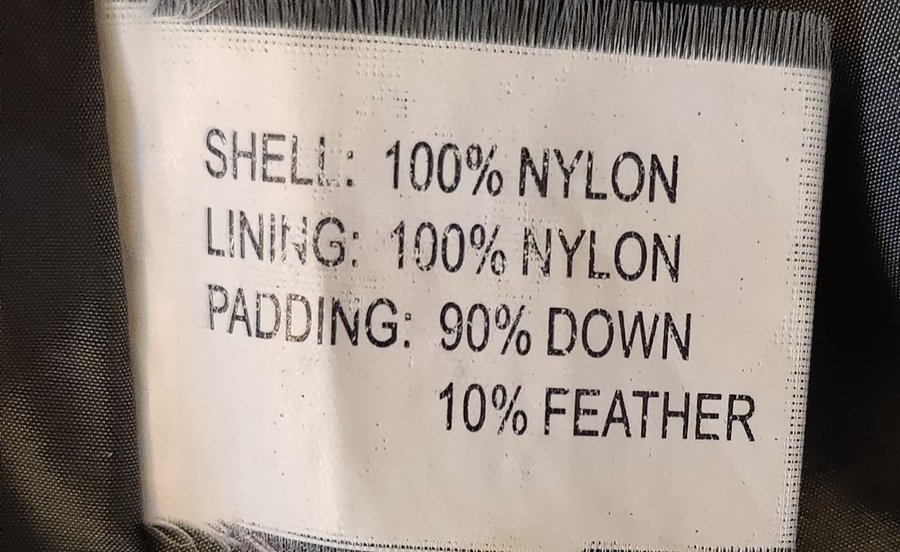 SHELL: 100% NYLON
LINING: 100% NYLON
PADDING: 90% DOWN
10% FEATHER